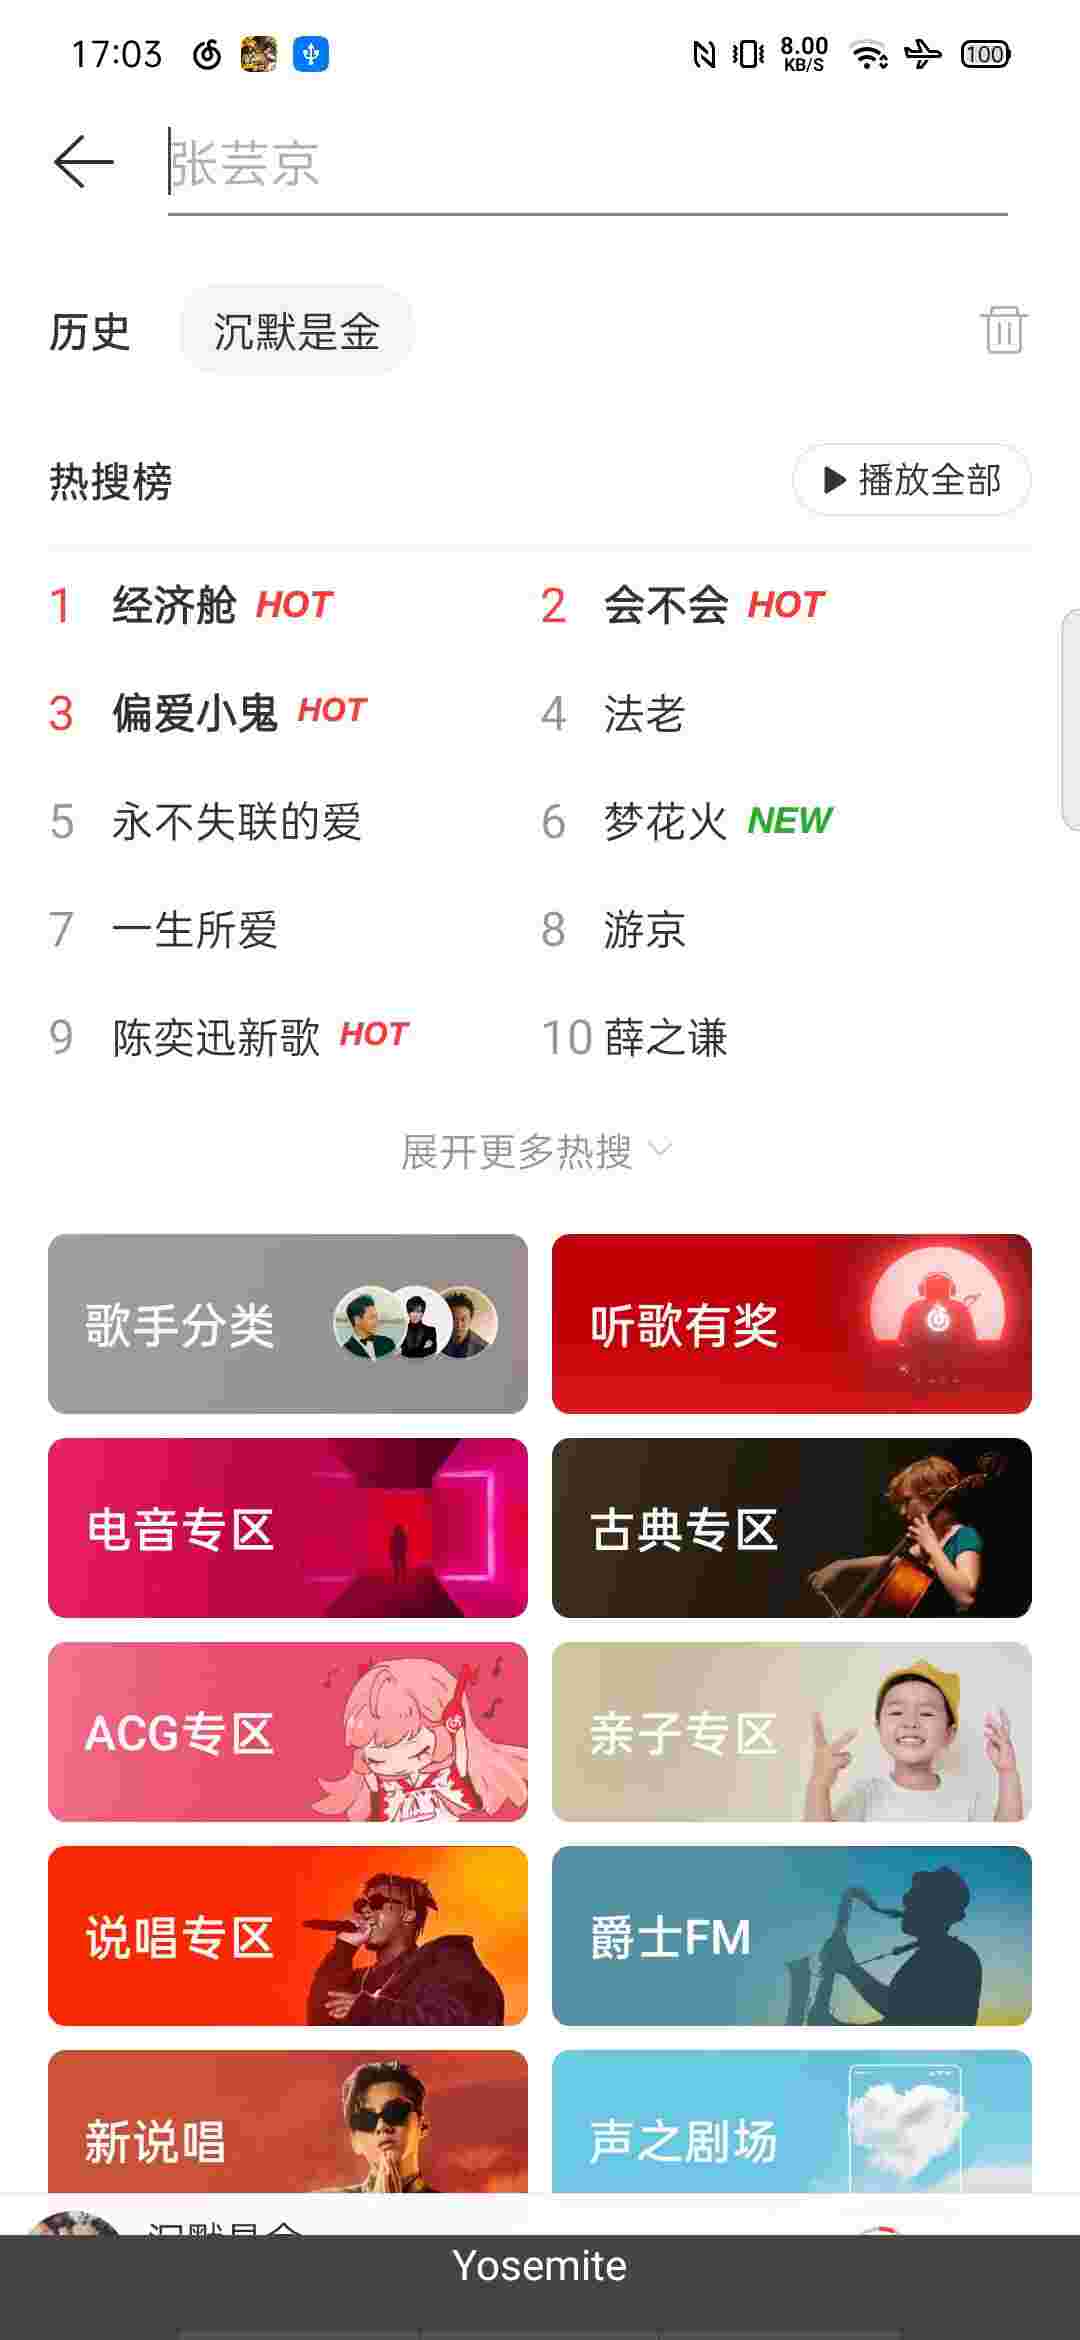 17:03 8.00 KB/S 100
张芸京
历史 沉默是金
热搜榜 播放全部
1 经济舱 HOT 2 会不会 HOT
3 偏爱小鬼 HOT 4 法老
5 永不失联的爱 6 梦花火 NEW
7 一生所爱 8 游京
9 陈奕迅新歌 HOT 10 薛之谦
展开更多热搜
歌手分类 听歌有奖
电音专区 古典专区
ACG专区 亲子专区
说唱专区 爵士FM
新说唱 声之剧场
沉默是金
Yosemite